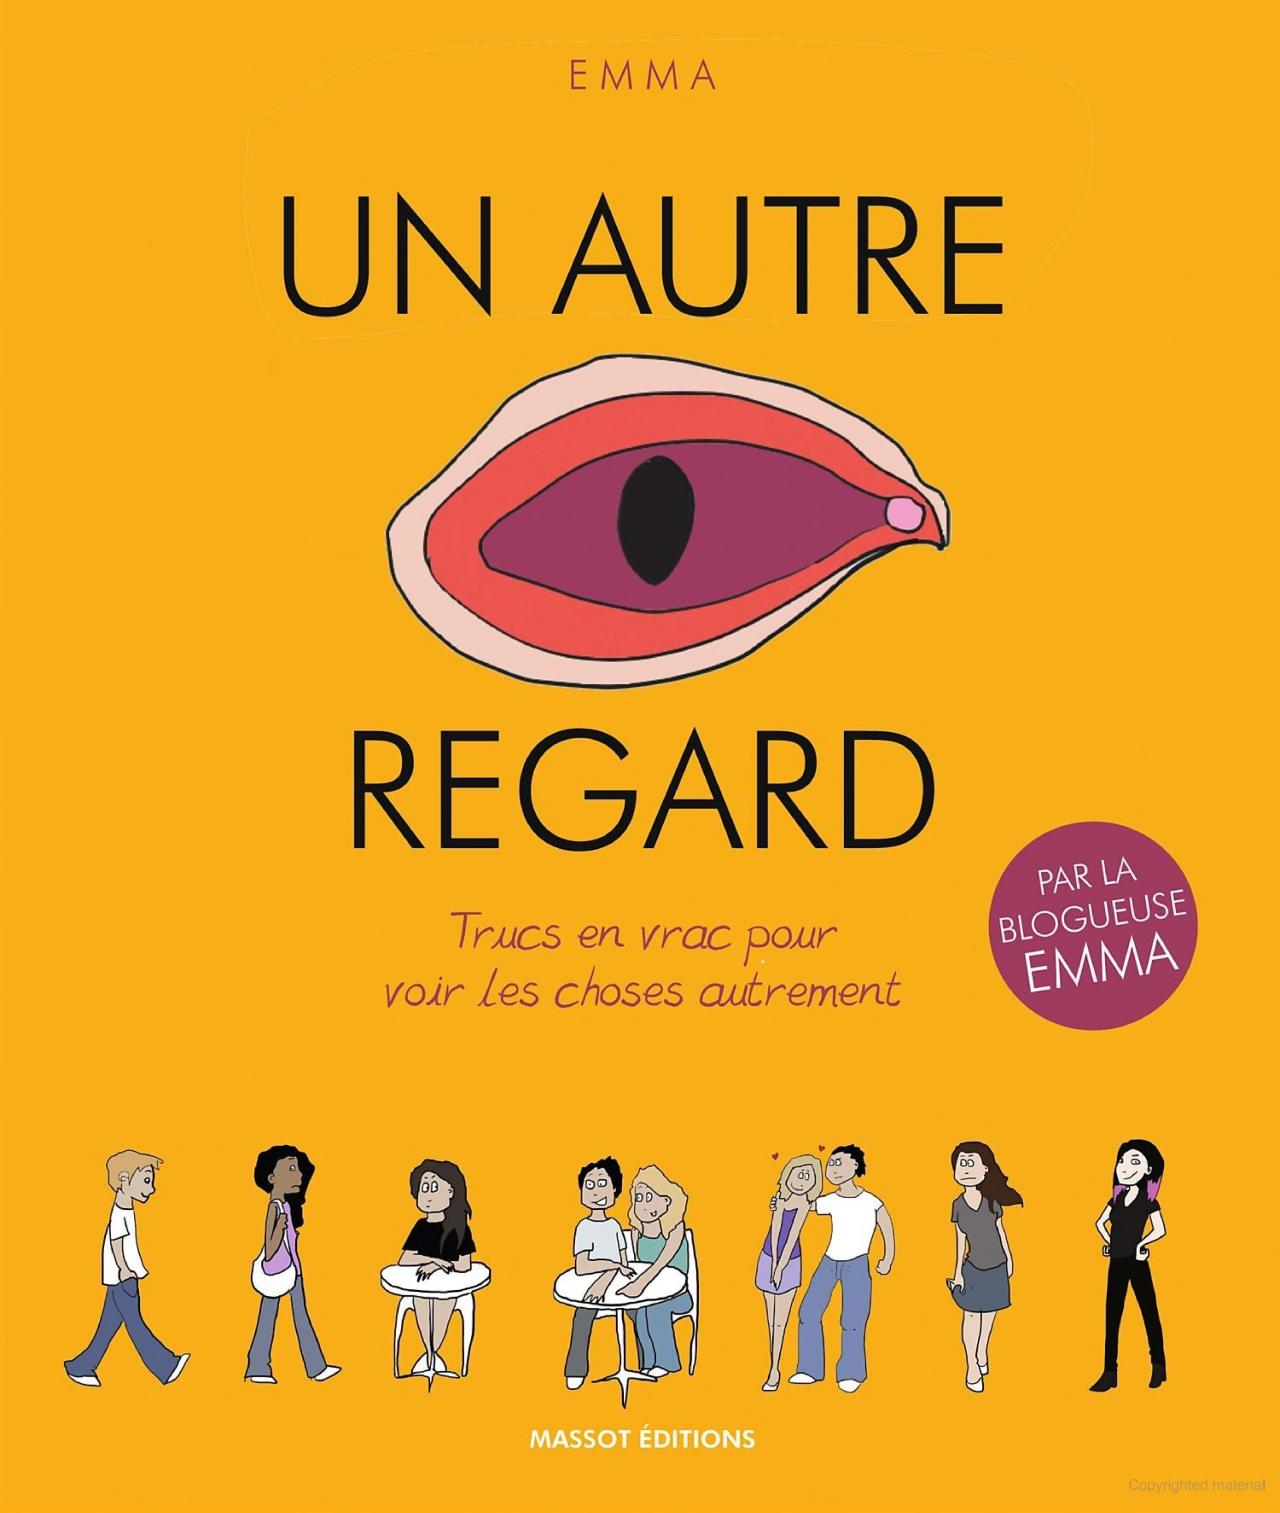 EMMA
UN AUTRE
REGARD
Trucs en vrac pour
voir les choses autrement
PAR LA
BLOGUEUSE
EMMA
MASSOT ÉDITIONS
Copyrighted material